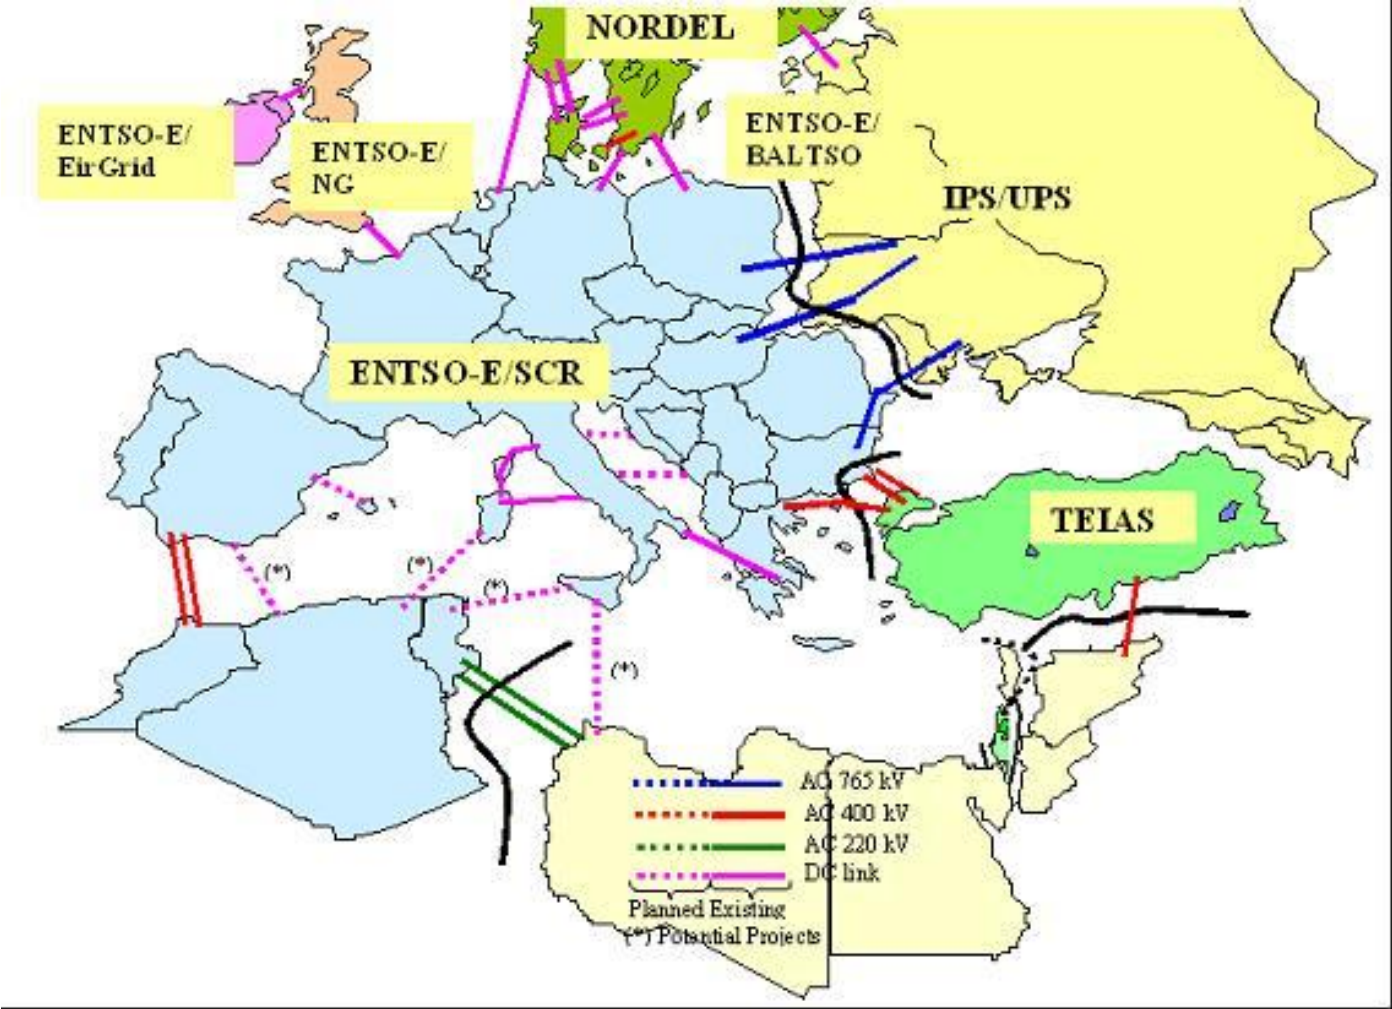 NORDEL
ENTSO-E/
EirGrid
ENTSO-E/
NG
ENTSO-E/
BALTSO
IPS/UPS
ENTSO-E/SCR
TEIAS
(*)
(*)
(*)
(*)
AC 765 kV
AC 400 kV
AC 220 kV
DC link
Planned Existing
(*) Potential Projects